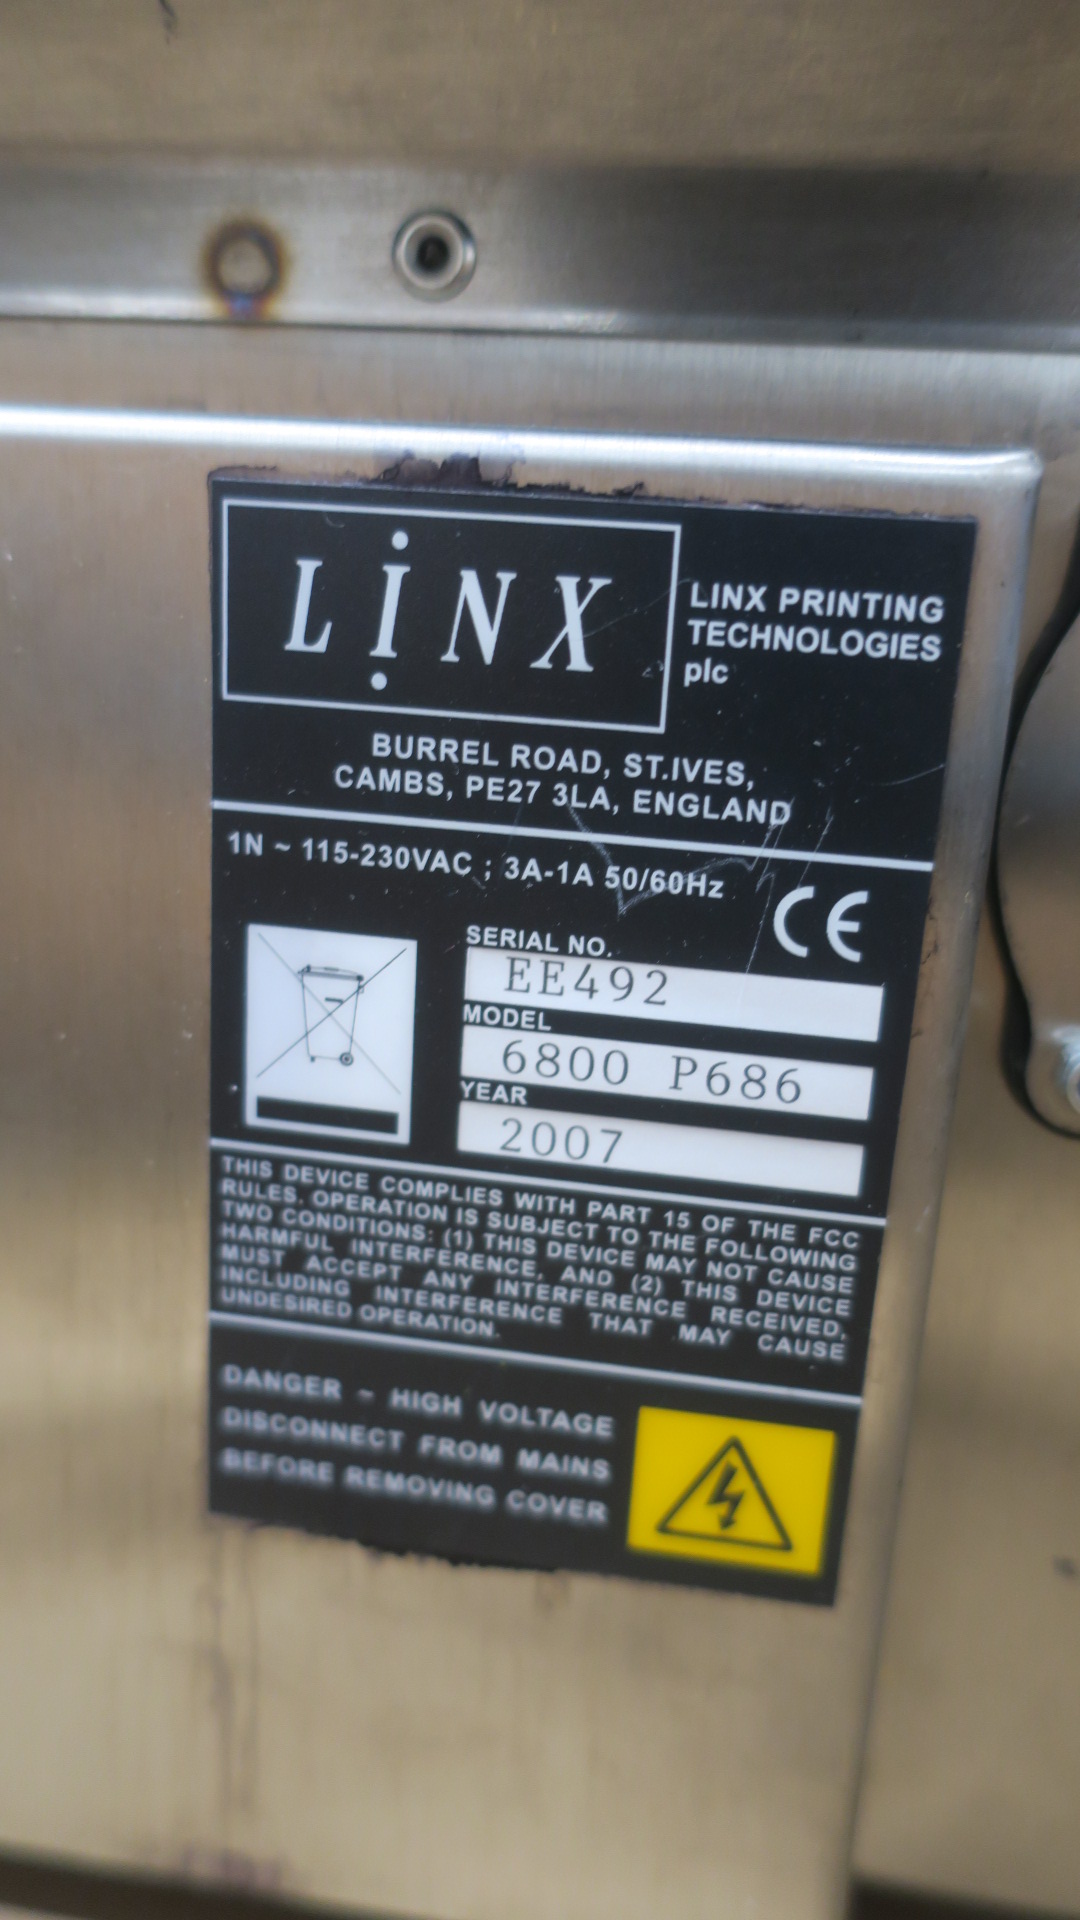 LINX
LINX PRINTING
TECHNOLOGIES
plc
BURREL ROAD, ST.IVES,
CAMBS, PE27 3LA, ENGLAND
1N ~ 115-230VAC ; 3A-1A 50/60Hz
CE
SERIAL NO.
EE492
MODEL
6800 P686
YEAR
2007
THIS DEVICE COMPLIES WITH PART 15 OF THE FCC
RULES. OPERATION IS SUBJECT TO THE FOLLOWING
TWO CONDITIONS: (1) THIS DEVICE MAY NOT CAUSE
HARMFUL INTERFERENCE, AND (2) THIS DEVICE
MUST ACCEPT ANY INTERFERENCE RECEIVED,
INCLUDING INTERFERENCE THAT MAY CAUSE
UNDESIRED OPERATION.
DANGER - HIGH VOLTAGE
DISCONNECT FROM MAINS
BEFORE REMOVING COVER